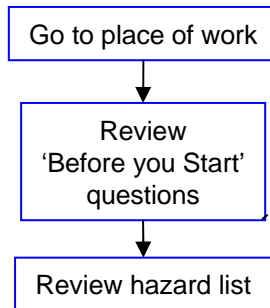 Go to place of work
Review
‘Before you Start’
questions
Review hazard list